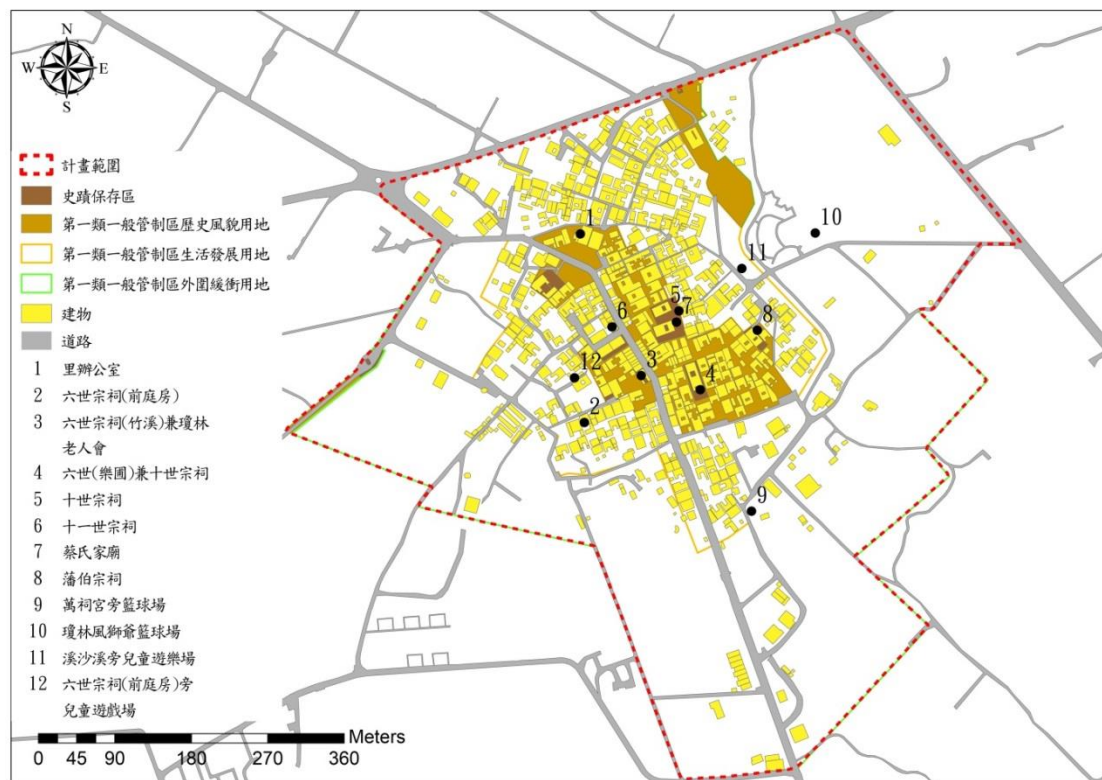 N
W
E
S
計畫範圍
史蹟保存區
第一類一般管制區歷史風貌用地
第一類一般管制區生活發展用地
第一類一般管制區外圍緩衝用地
建物
道路
1 里辦公室
2 六世宗祠(前庭房)
3 六世宗祠(竹溪)兼瓊林
老人會
4 六世(樂圃)兼十世宗祠
5 十世宗祠
6 十一世宗祠
7 蔡氏家廟
8 藩伯宗祠
9 萬祠宮旁籃球場
10 瓊林風獅爺籃球場
11 溪沙溪旁兒童遊樂場
12 六世宗祠(前庭房)旁
兒童遊戲場
Meters
0 45 90 180 270 360
1
10
11
5
7
6
8
12
3
4
2
9